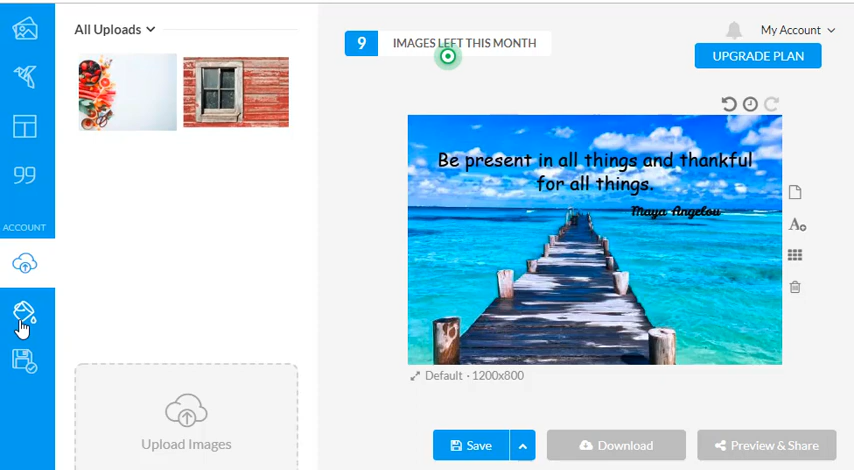 All Uploads
9 IMAGES LEFT THIS MONTH
My Account
UPGRADE PLAN
99
ACCOUNT
Be present in all things and thankful
for all things.
Maya Angelou
A
Default - 1200x800
Upload Images
Save
Download
Preview & Share